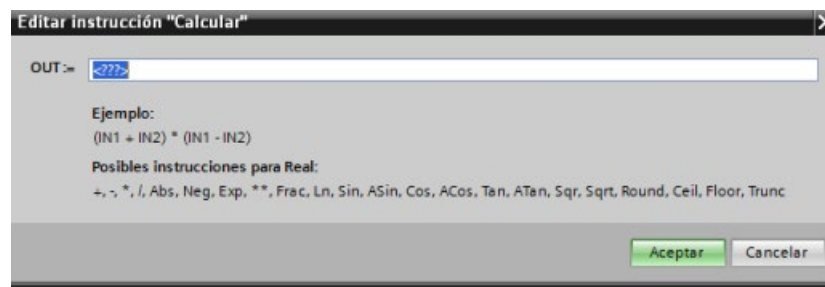 Editar instrucción "Calcular"
OUT:= <???>
Ejemplo:
(IN1 + IN2) * (IN1 - IN2)
Posibles instrucciones para Real:
+, -, *, /, Abs, Neg, Exp, **, Frac, Ln, Sin, ASin, Cos, ACos, Tan, ATan, Sqr, Sqrt, Round, Ceil, Floor, Trunc
Aceptar Cancelar